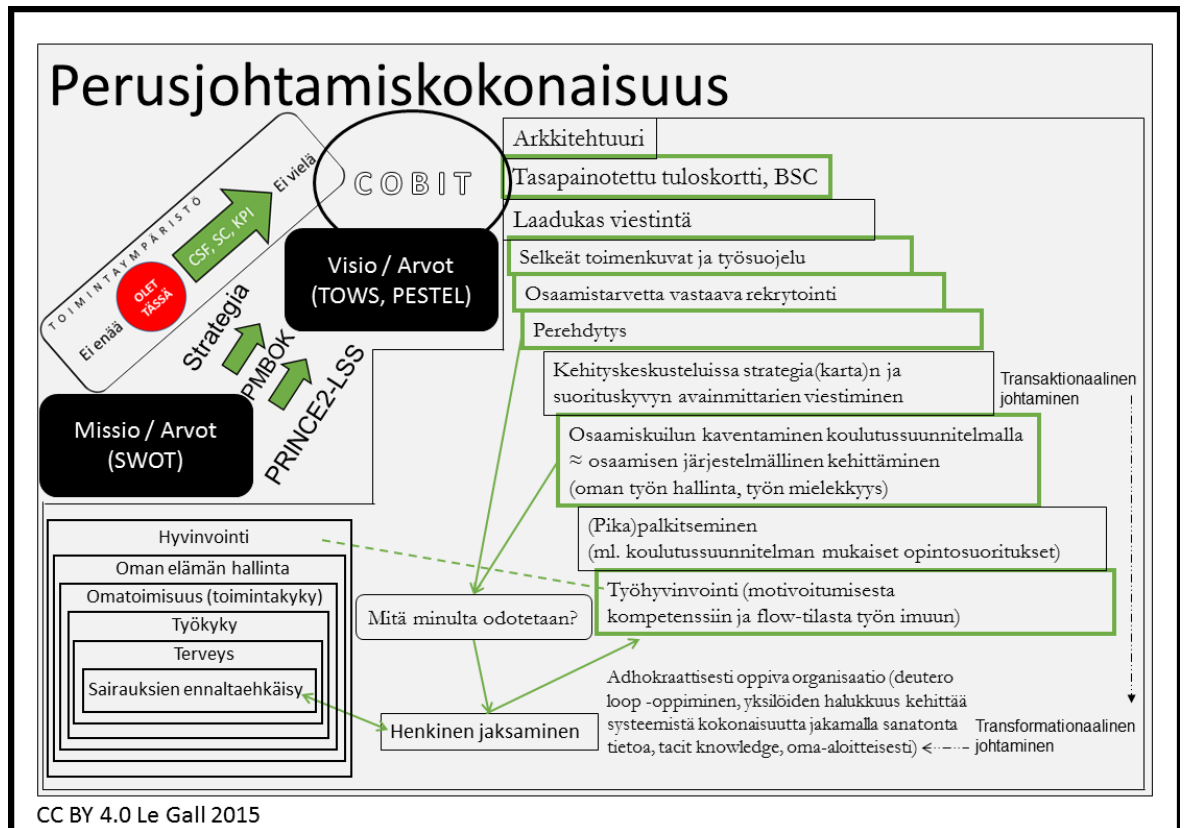 Perusjohtamiskokonaisuus
TOIMINTAYMPÄRISTÖ
Ei vielä
CSF, SC, KPI
OLET
TÄSSÄ
Ei enää
COBIT
Visio / Arvot
(TOWS, PESTEL)
Strategia
PMBOK
PRINCE2-LSS
Missio / Arvot
(SWOT)
Arkkitehtuuri
Tasapainotettu tuloskortti, BSC
Laadukas viestintä
Selkeät toimenkuvat ja työsuojelu
Osaamistarvetta vastaava rekrytointi
Perehdytys
Kehityskeskusteluissa strategia(karta)n ja
suorituskyvyn avainmittarien viestiminen
Transaktionaalinen
johtaminen
Osaamiskuilun kaventaminen koulutussuunnitelmalla
≈ osaamisen järjestelmällinen kehittäminen
(oman työn hallinta, työn mielekkyys)
(Pika)palkitseminen
(ml. koulutussuunnitelman mukaiset opintosuoritukset)
Työhyvinvointi (motivoitumisesta
kompetenssiin ja flow-tilasta työn imuun)
Hyvinvointi
Oman elämän hallinta
Omatoimisuus (toimintakyky)
Työkyky
Terveys
Sairauksien ennaltaehkäisy
Mitä minulta odotetaan?
Henkinen jaksaminen
Adhokraattisesti oppiva organisaatio (deutero
loop -oppiminen, yksilöiden halukkuus kehittää
systeemistä kokonaisuutta jakamalla sanatonta
tietoa, tacit knowledge, oma-aloitteisesti)
Transformationaalinen
johtaminen
CC BY 4.0 Le Gall 2015